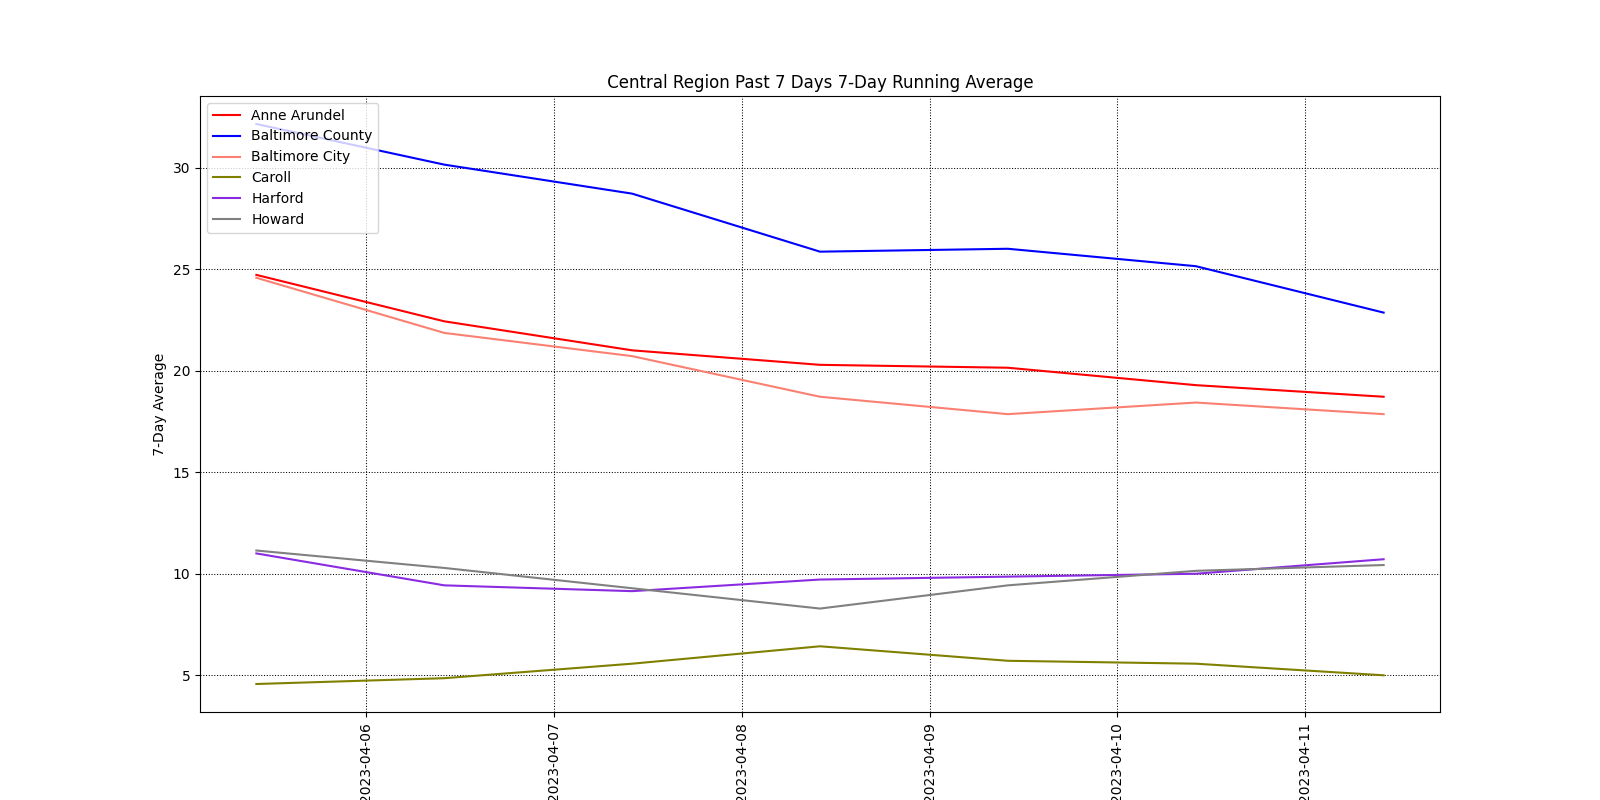 Central Region Past 7 Days 7-Day Running Average
Anne Arundel
Baltimore County
Baltimore City
Caroll
Harford
Howard
7-Day Average
30
25
20
15
10
5
2023-04-06
2023-04-07
2023-04-08
2023-04-09
2023-04-10
2023-04-11